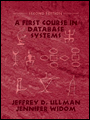 A FIRST COURSE IN
DATABASE
SYSTEMS
JEFFREY D. ULLMAN
JENNIFER WIDOM